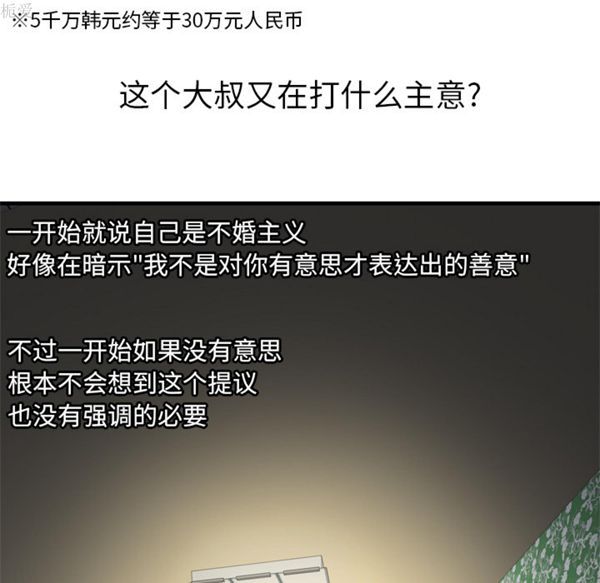 栀爱
※5千万韩元约等于30万元人民币
这个大叔又在打什么主意?
一开始就说自己是不婚主义
好像在暗示"我不是对你有意思才表达出的善意"
不过一开始如果没有意思
根本不会想到这个提议
也没有强调的必要